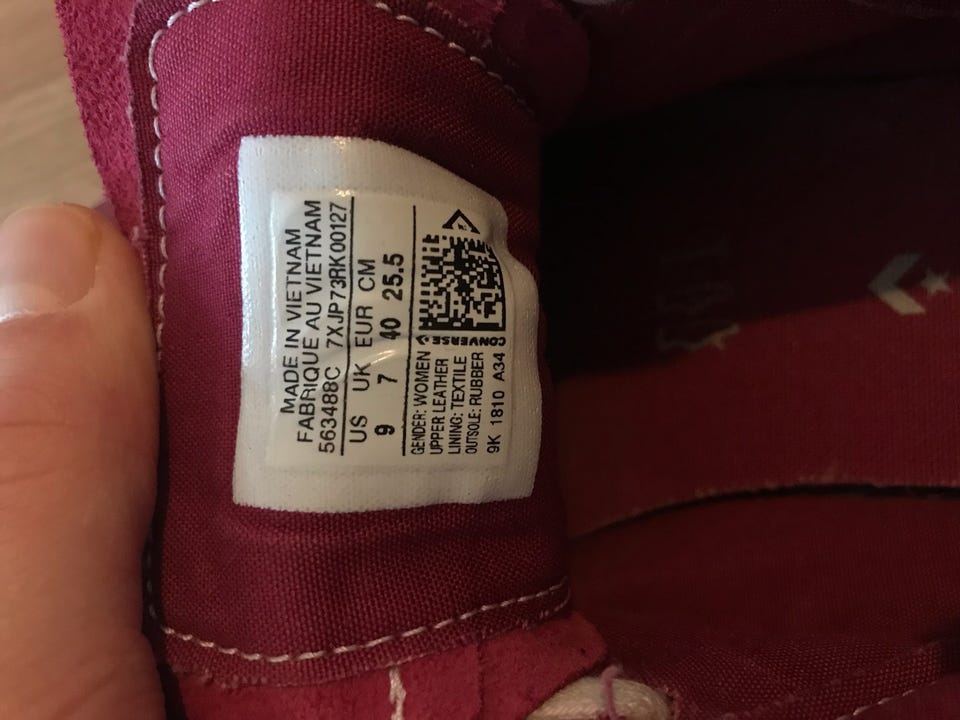 MADE IN VIETNAM
FABRIQUE AU VIETNAM
563488C 7XJP73RK00127
US UK EUR CM
9 7 40 25.5
GENDER: WOMEN
UPPER LEATHER
LINING: TEXTILE
OUTSOLE: RUBBER
9K 1810 A34
CONVERSE